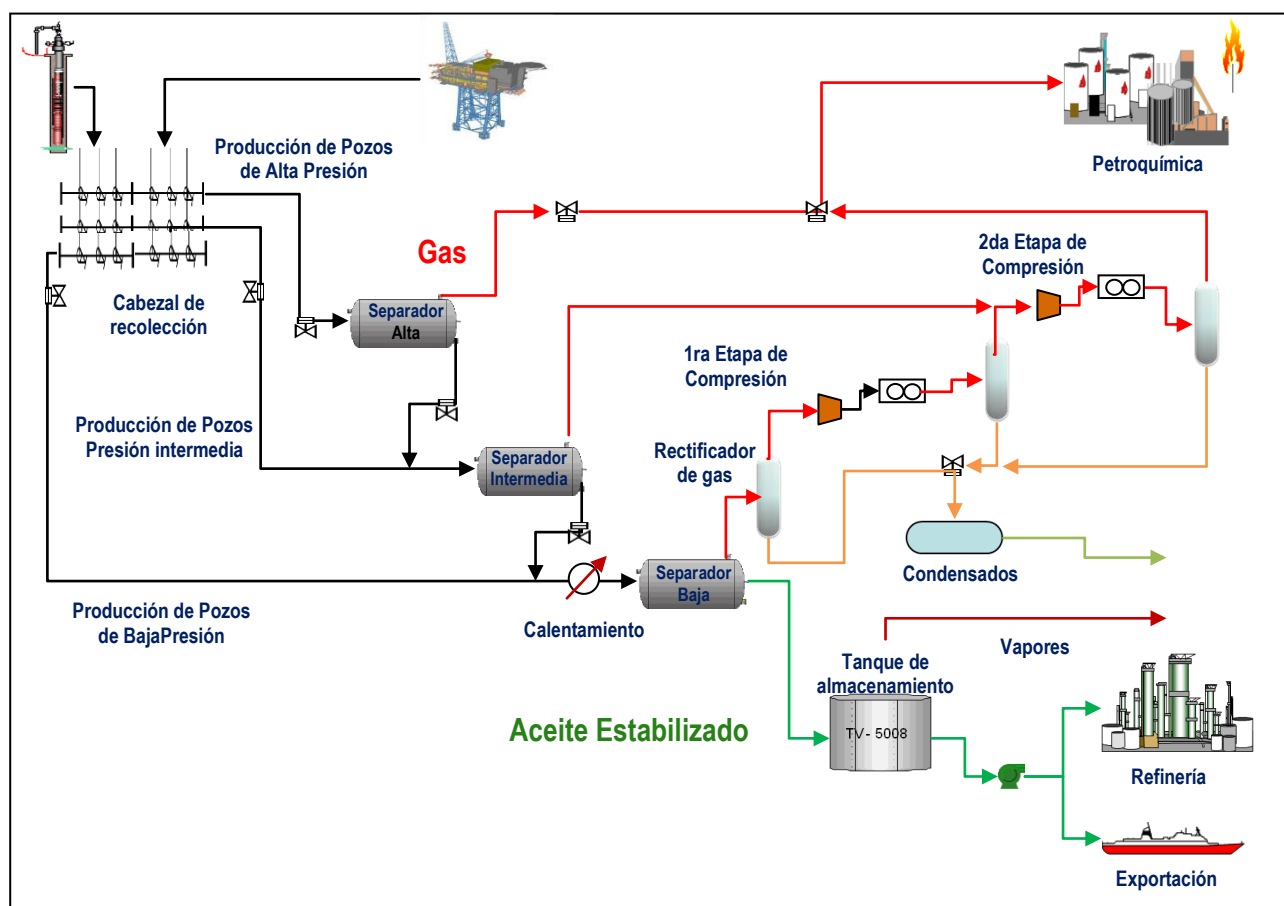 Producción de Pozos
de Alta Presión
Petroquímica
Gas
2da Etapa de
Compresión
Cabezal de
recolección
Separador
Alta
1ra Etapa de
Compresión
Producción de Pozos
Presión intermedia
Separador
Intermedia
Rectificador
de gas
Condensados
Separador
Baja
Producción de Pozos
de BajaPresión
Calentamiento
Vapores
Tanque de
almacenamiento
Aceite Estabilizado
TV- 5008
Refinería
Exportación